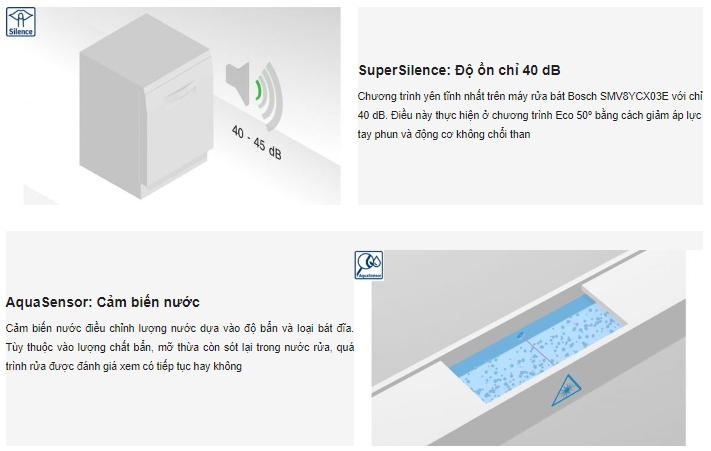 Silence
40 - 45 dB
SuperSilence: Độ ồn chỉ 40 dB
Chương trình yên tĩnh nhất trên máy rửa bát Bosch SMV8YCX03E với chỉ
40 dB. Điều này thực hiện ở chương trình Eco 50º bằng cách giảm áp lực
tay phun và động cơ không chổi than
AquaSensor: Cảm biến nước
Cảm biến nước điều chỉnh lượng nước dựa vào độ bẩn và loại bát đĩa.
Tùy thuộc vào lượng chất bẩn, mỡ thừa còn sót lại trong nước rửa, quá
trình rửa được đánh giá xem có tiếp tục hay không
AquaSensor